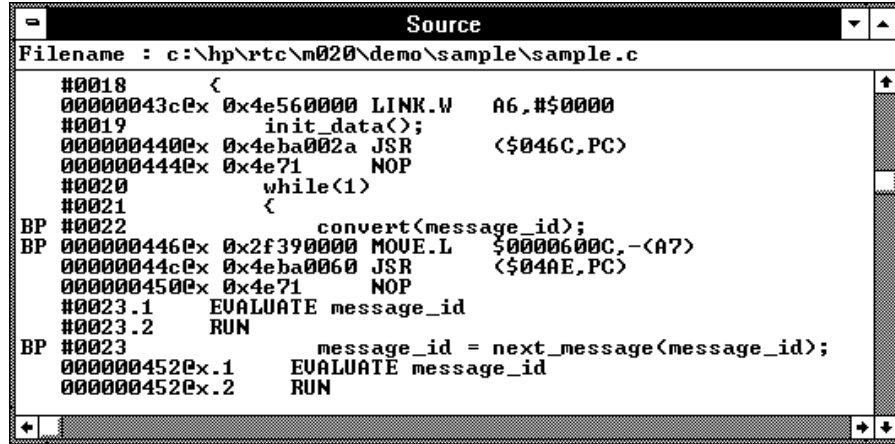 Source
Filename : c:\hp\rtc\m020\demo\sample\sample.c
#0018 {
00000043c@x 0x4e560000 LINK.W A6,#$0000
#0019 init_data();
000000440@x 0x4eba002a JSR ($046C,PC)
000000444@x 0x4e71 NOP
#0020 while(1)
#0021 {
BP #0022 convert(message_id);
BP 000000446@x 0x2f390000 MOVE.L $0000600C,-(A7)
00000044c@x 0x4eba0060 JSR ($04AE,PC)
000000450@x 0x4e71 NOP
#0023.1 EVALUATE message_id
#0023.2 RUN
BP #0023 message_id = next_message(message_id);
000000452@x.1 EVALUATE message_id
000000452@x.2 RUN